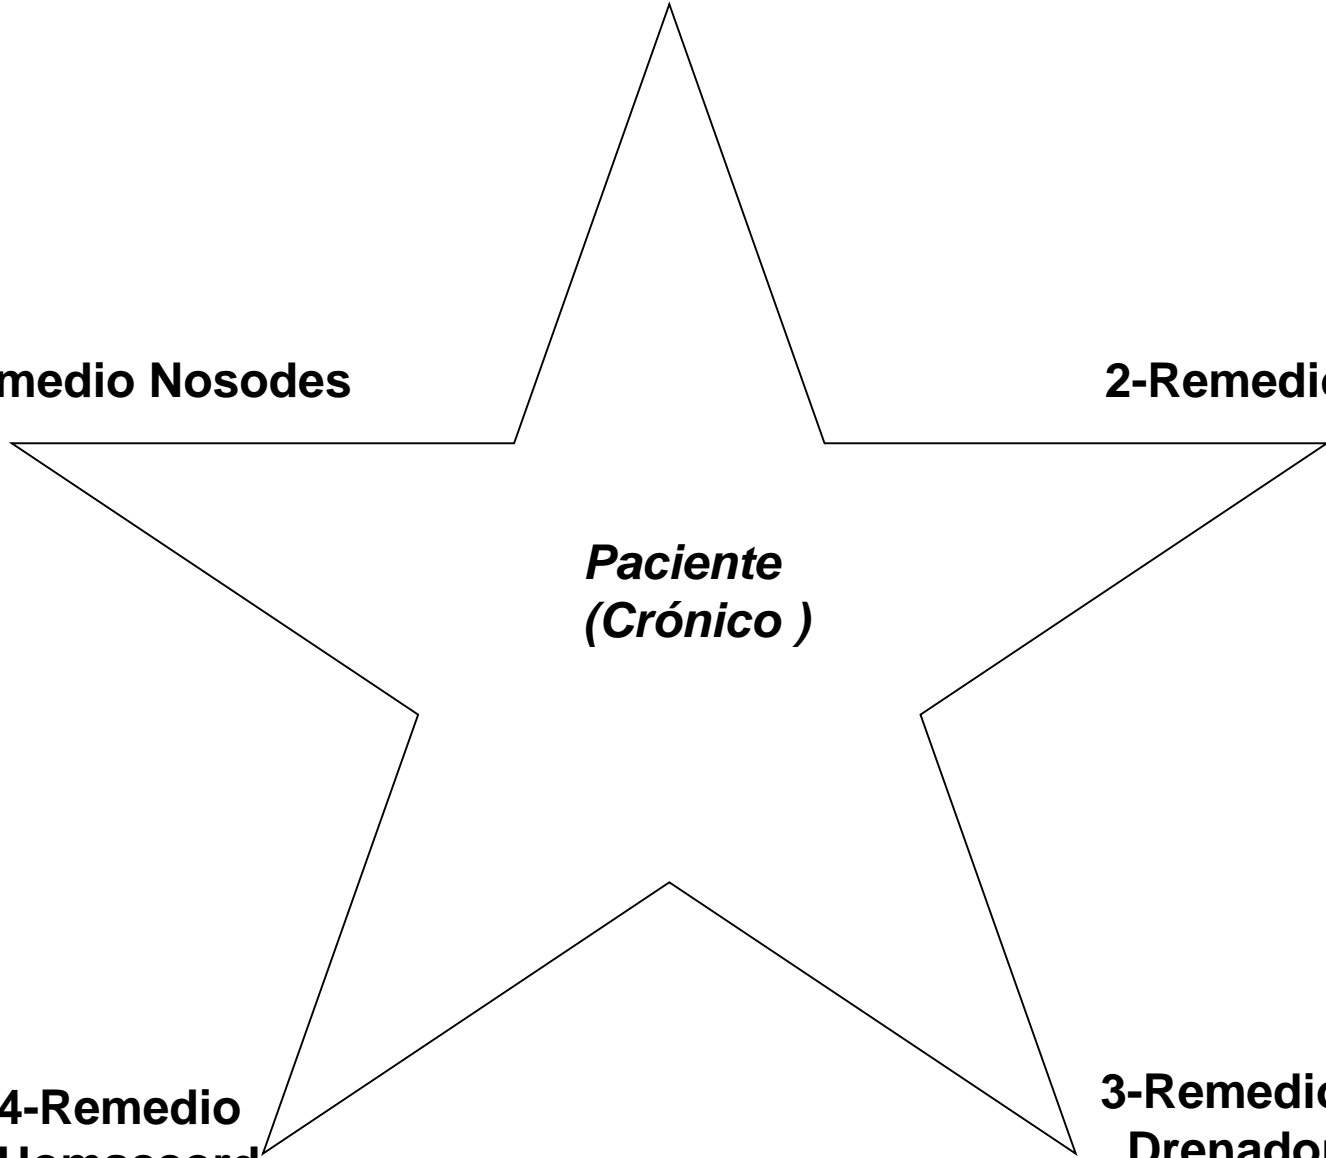 medio Nosodes
2-Remedio
Paciente
(Crónico )
4-Remedio
Homaccord
3-Remedio
Drenador